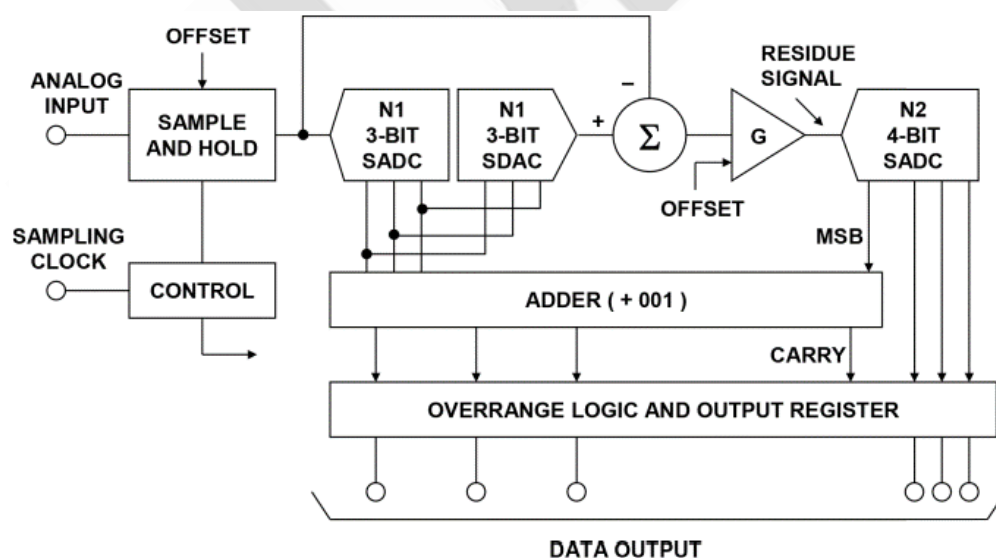 OFFSET
ANALOG
INPUT
SAMPLE
AND HOLD
N1
3-BIT
SADC
N1
3-BIT
SDAC
+
–
Σ
G
OFFSET
RESIDUE
SIGNAL
N2
4-BIT
SADC
SAMPLING
CLOCK
CONTROL
MSB
ADDER ( + 001 )
CARRY
OVERRANGE LOGIC AND OUTPUT REGISTER
DATA OUTPUT